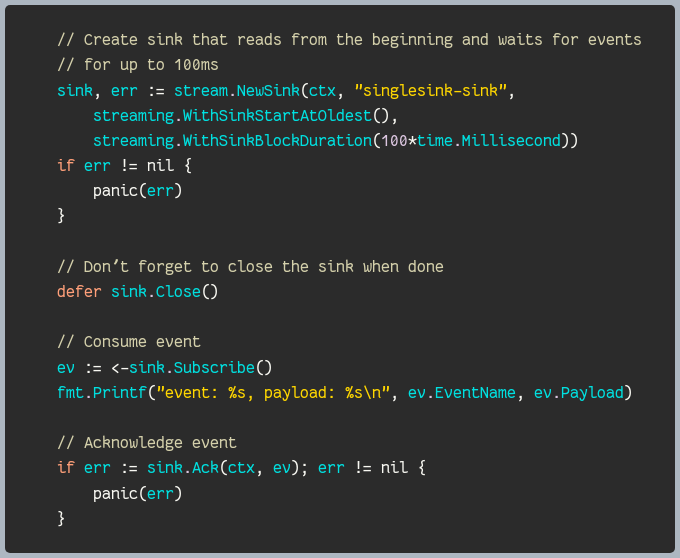 // Create sink that reads from the beginning and waits for events
// for up to 100ms
sink, err := stream.NewSink(ctx, "singlesink-sink",
    streaming.WithSinkStartAtOldest(),
    streaming.WithSinkBlockDuration(100*time.Millisecond))
if err != nil {
    panic(err)
}

// Don’t forget to close the sink when done
defer sink.Close()

// Consume event
ev := <-sink.Subscribe()
fmt.Printf("event: %s, payload: %s\n", ev.EventName, ev.Payload)

// Acknowledge event
if err := sink.Ack(ctx, ev); err != nil {
    panic(err)
}